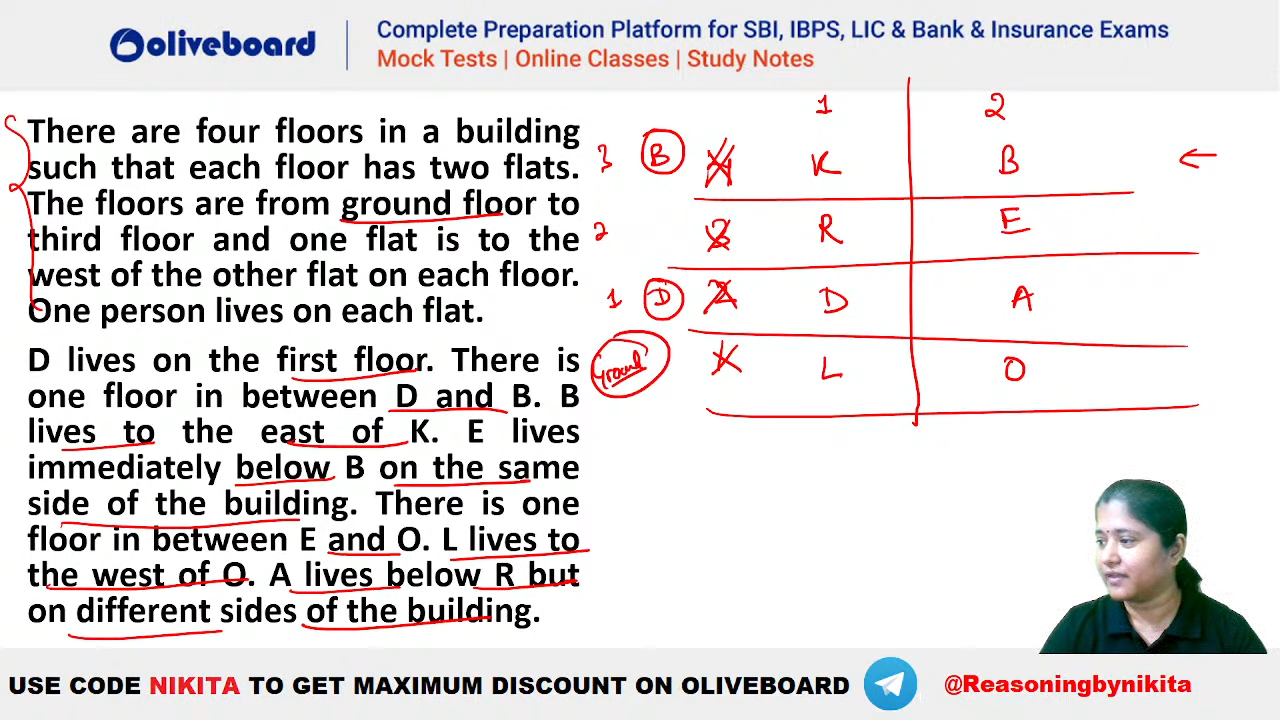 oliveboard
Complete Preparation Platform for SBI, IBPS, LIC & Bank & Insurance Exams
Mock Tests | Online Classes | Study Notes
There are four floors in a building
such that each floor has two flats.
The floors are from ground floor to
third floor and one flat is to the
west of the other flat on each floor.
One person lives on each flat.
D lives on the first floor. There is
one floor in between D and B. B
lives to the east of K. E lives
immediately below B on the same
side of the building. There is one
floor in between E and O. L lives to
the west of O. A lives below R but
on different sides of the building.
1 2
3 B K B
2 R E
1 D D A
Ground L O
USE CODE NIKITA TO GET MAXIMUM DISCOUNT ON OLIVEBOARD
@Reasoningbynikita